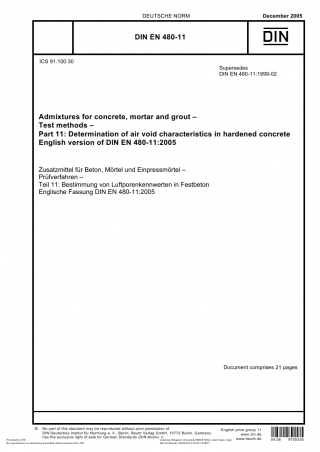 DEUTSCHE NORM
December 2005
DIN EN 480-11
DIN
ICS 91.100.30
Supersedes
DIN EN 480-11:1999-02
Admixtures for concrete, mortar and grout –
Test methods –
Part 11: Determination of air void characteristics in hardened concrete
English version of DIN EN 480-11:2005
Zusatzmittel für Beton, Mörtel und Einpressmörtel –
Prüfverfahren –
Teil 11: Bestimmung von Luftporenkennwerten in Festbeton
Englische Fassung DIN EN 480-11:2005
Document comprises 21 pages
© No part of this standard may be reproduced without prior permission of
DIN Deutsches Institut für Normung e. V., Berlin. Beuth Verlag GmbH, 10772 Berlin, Germany,
has the exclusive right of sale for German Standards (DIN-Normen)
English price group 11
www.din.de
www.beuth.de
04.06
9705335